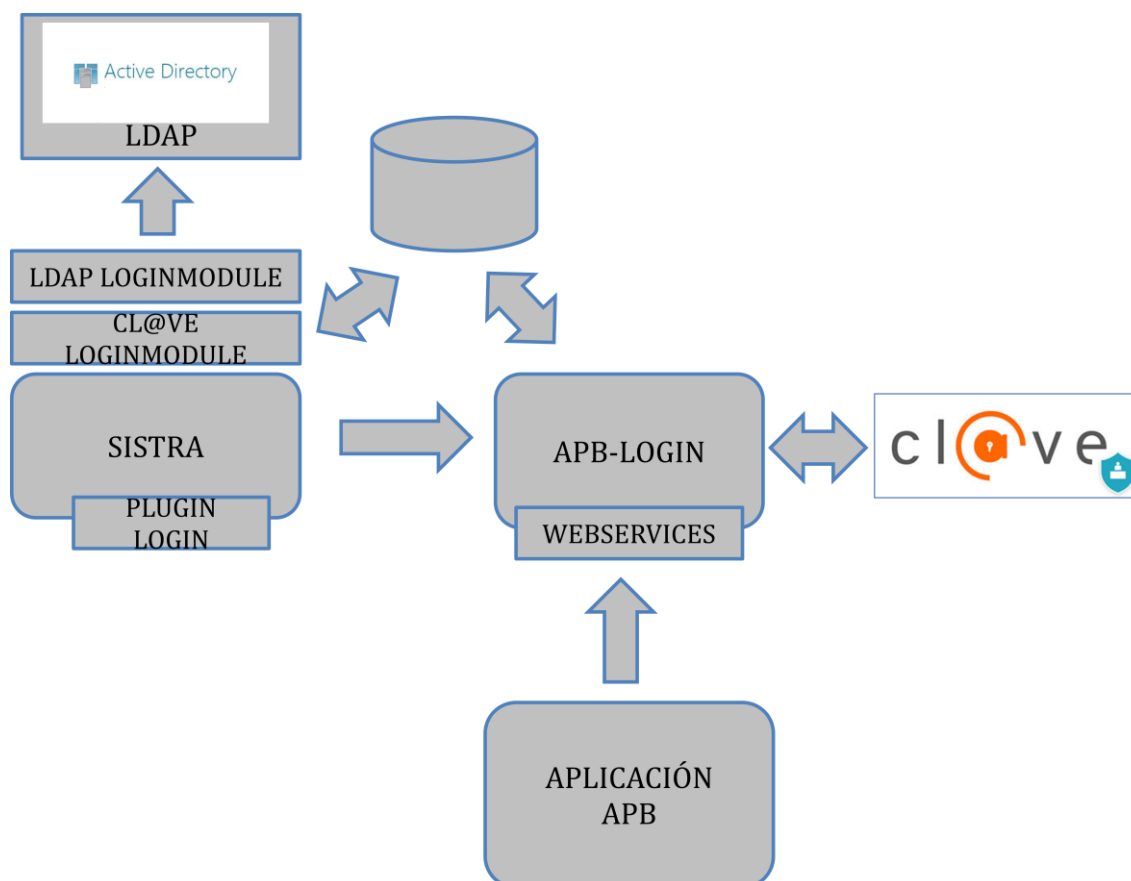 Active Directory
LDAP
LDAP LOGINMODULE
CL@VE
LOGINMODULE
SISTRA
PLUGIN
LOGIN
APB-LOGIN
WEBSERVICES
cl@ve
APLICACIÓN
APB